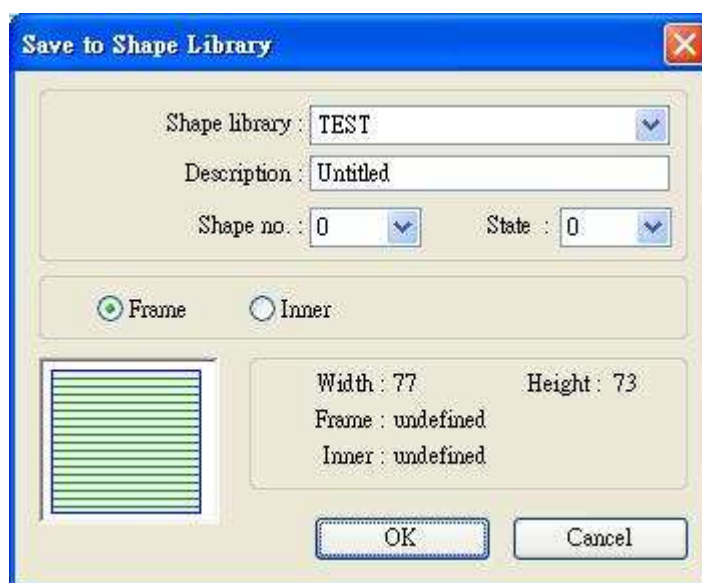 Save to Shape Library
Shape library : TEST
Description : Untitled
Shape no. : 0 State : 0
Frame Inner
Width : 77 Height : 73
Frame : undefined
Inner : undefined
OK Cancel